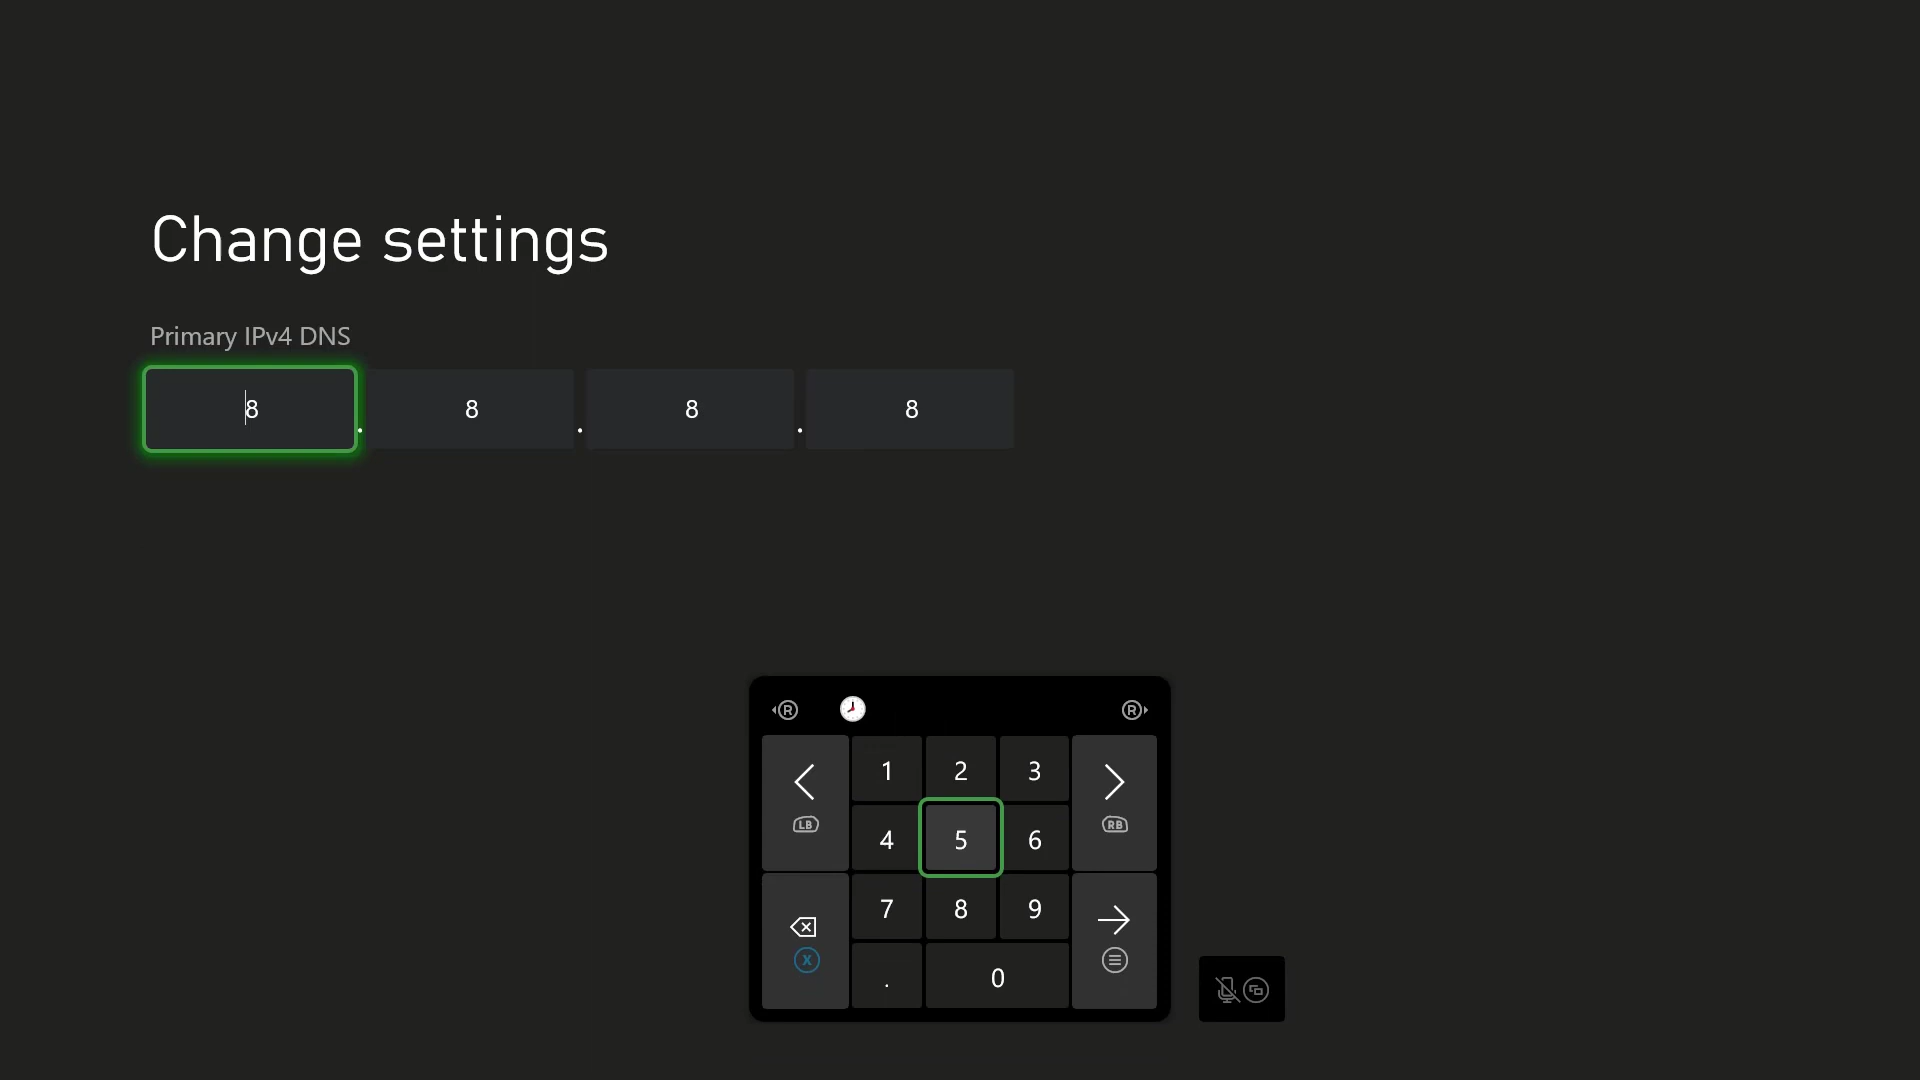 Change settings
Primary IPv4 DNS
8 . 8 . 8 . 8
R R
1 2 3
LB RB
4 5 6
7 8 9
X
. 0